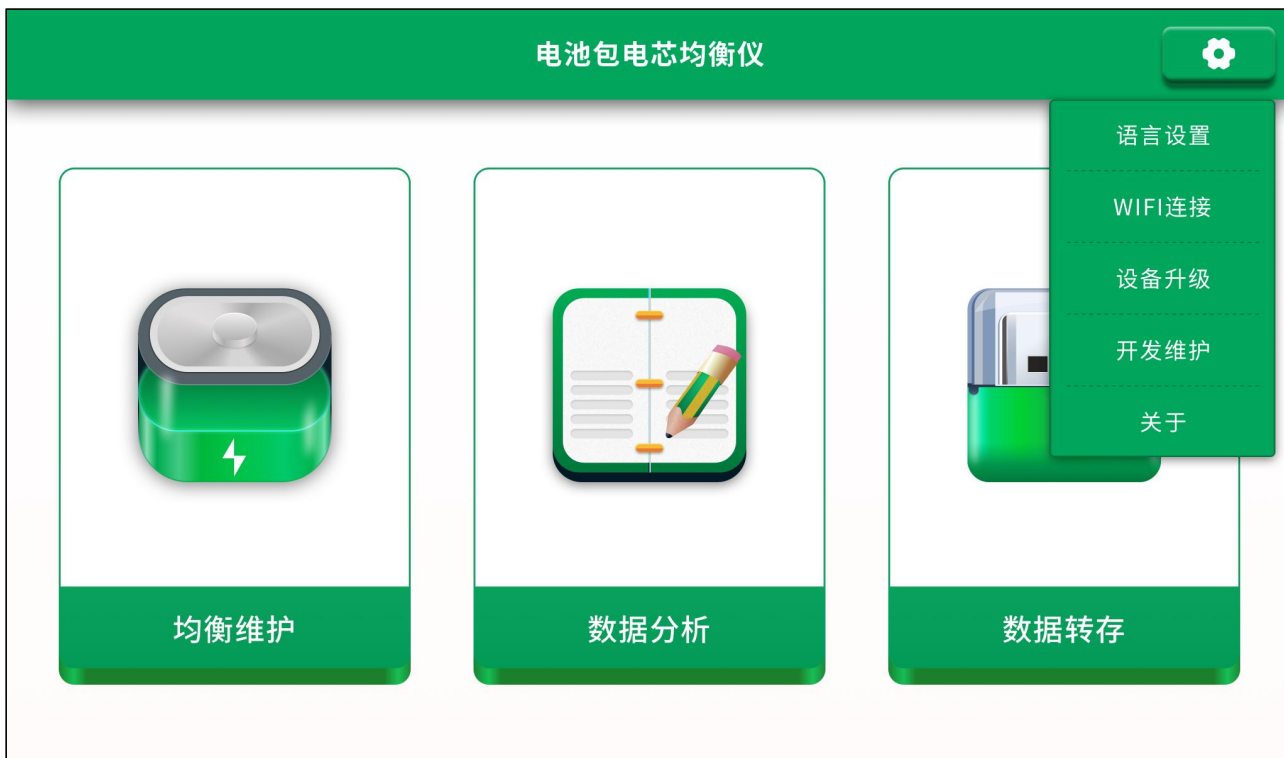 电池包电芯均衡仪
语言设置
WIFI连接
设备升级
开发维护
关于
均衡维护
数据分析
数据转存